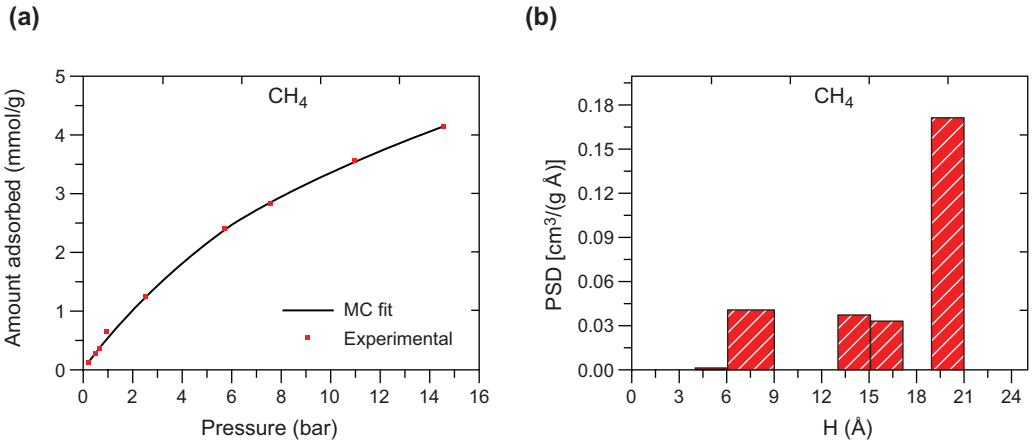 (a)
CH₄
5
4
3
2
1
0
Amount adsorbed (mmol/g)
MC fit
Experimental
0 2 4 6 8 10 12 14 16
Pressure (bar)
(b)
CH₄
0.18
0.15
0.12
0.09
0.06
0.03
0.00
PSD [cm³/(g Å)]
0 3 6 9 12 15 18 21 24
H (Å)